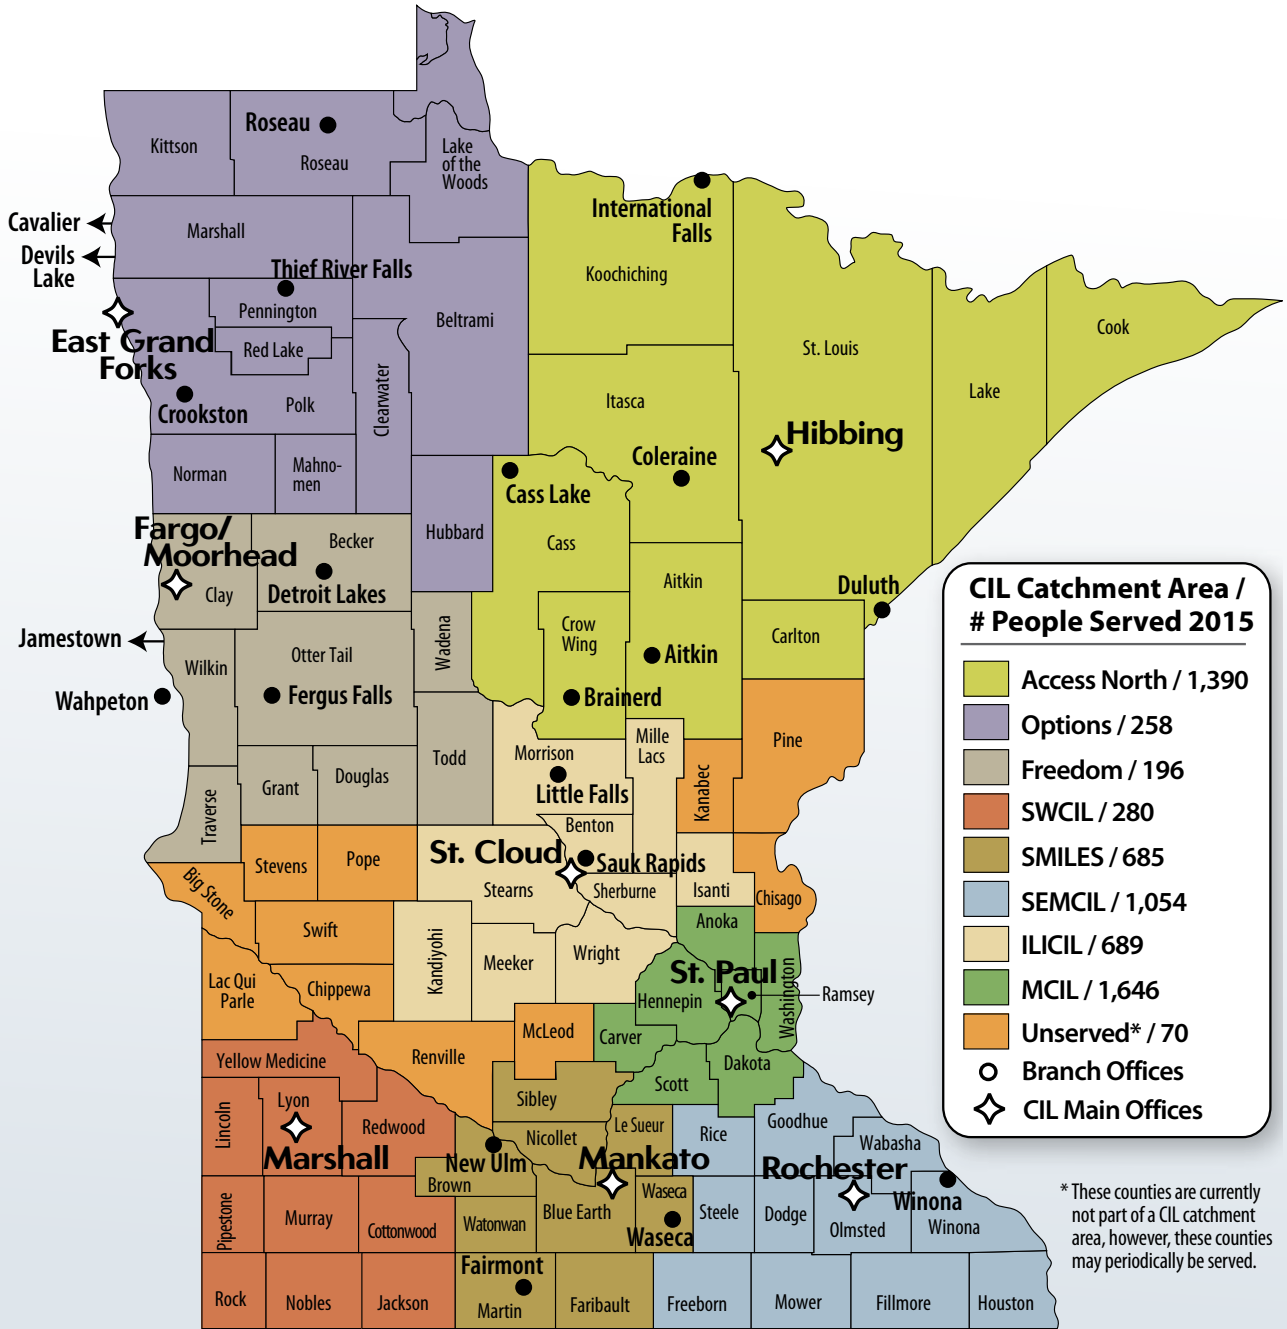 Roseau
Kittson
Roseau
Lake
of the
Woods
Cavalier
Marshall
Devils
Lake
International
Falls
Koochiching
Thief River Falls
Pennington
Beltrami
East Grand
Forks
Red Lake
St. Louis
Cook
Lake
Clearwater
Itasca
Polk
Crookston
Hibbing
Coleraine
Norman
Mahno-
men
Cass Lake
Fargo/
Moorhead
Becker
Hubbard
Cass
Clay
Detroit Lakes
Aitkin
Duluth
Jamestown
Wilkin
Otter Tail
Wadena
Crow
Wing
Aitkin
Carlton
Wahpeton
Fergus Falls
Brainerd
Mille
Lacs
Pine
Morrison
Todd
Grant
Douglas
Little Falls
Kanabec
Traverse
Benton
Stevens
Pope
St. Cloud
Sauk Rapids
Big Stone
Stearns
Sherburne
Isanti
Chisago
Swift
Kandiyohi
Meeker
Wright
Anoka
Lac Qui
Parle
Chippewa
St. Paul
Hennepin
Washington
Ramsey
McLeod
Carver
Renville
Yellow Medicine
Dakota
Scott
Sibley
Lincoln
Lyon
Redwood
Nicollet
Le Sueur
Rice
Goodhue
Wabasha
Marshall
New Ulm
Brown
Mankato
Rochester
Waseca
Winona
Pipestone
Murray
Cottonwood
Watonwan
Blue Earth
Waseca
Steele
Dodge
Olmsted
Winona
Fairmont
Rock
Nobles
Jackson
Martin
Faribault
Freeborn
Mower
Fillmore
Houston
CIL Catchment Area /
# People Served 2015
Access North / 1,390
Options / 258
Freedom / 196
SWCIL / 280
SMILES / 685
SEMCIL / 1,054
ILICIL / 689
MCIL / 1,646
Unserved* / 70
Branch Offices
CIL Main Offices
* These counties are currently
not part of a CIL catchment
area, however, these counties
may periodically be served.